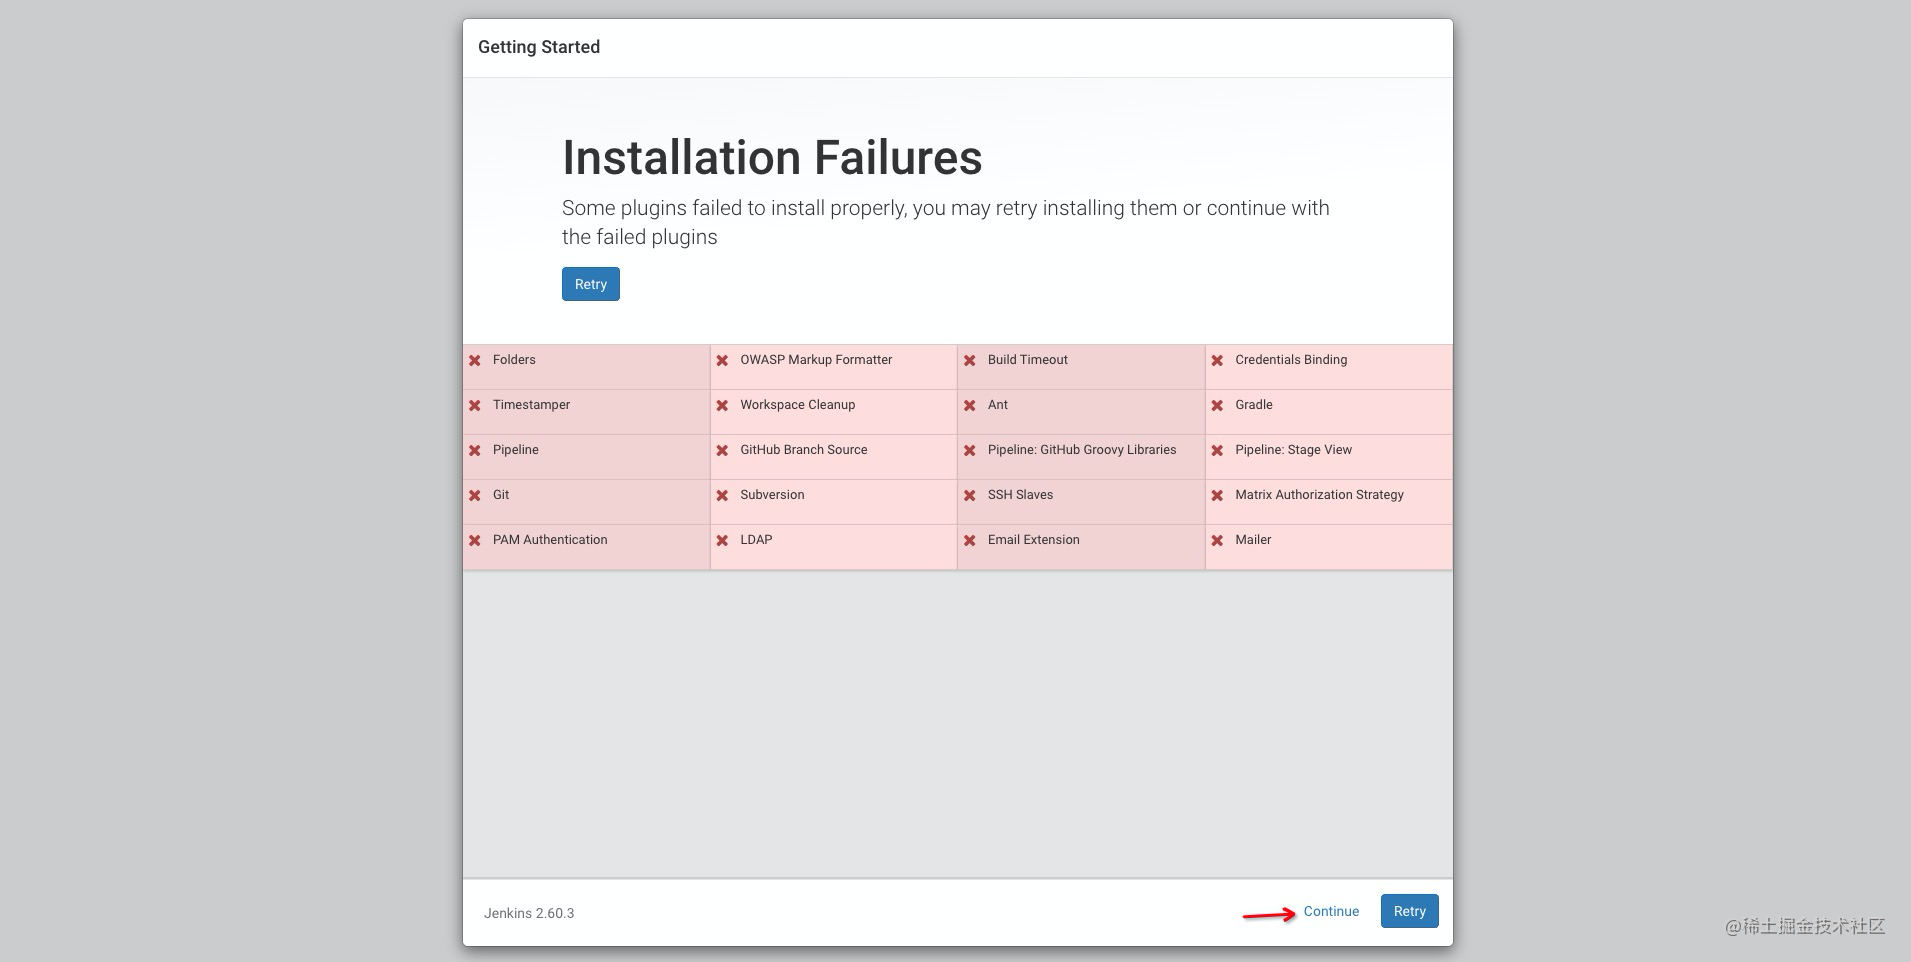 Getting Started
Installation Failures
Some plugins failed to install properly, you may retry installing them or continue with
the failed plugins
Retry
Folders
OWASP Markup Formatter
Build Timeout
Credentials Binding
Timestamper
Workspace Cleanup
Ant
Gradle
Pipeline
GitHub Branch Source
Pipeline: GitHub Groovy Libraries
Pipeline: Stage View
Git
Subversion
SSH Slaves
Matrix Authorization Strategy
PAM Authentication
LDAP
Email Extension
Mailer
Jenkins 2.60.3
Continue
Retry
@稀土掘金技术社区